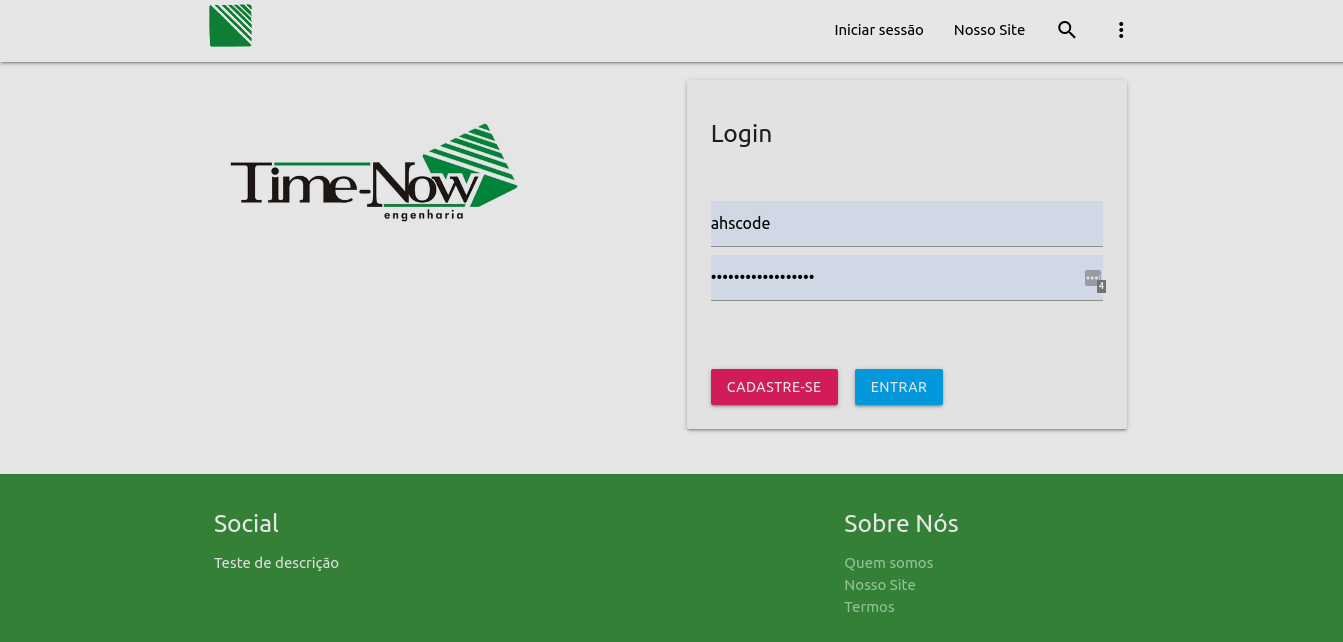 Iniciar sessão
Nosso Site
Time-Now
engenharia
Login
ahscode
••••••••••••••••••
4
CADASTRE-SE
ENTRAR
Social
Teste de descrição
Sobre Nós
Quem somos
Nosso Site
Termos